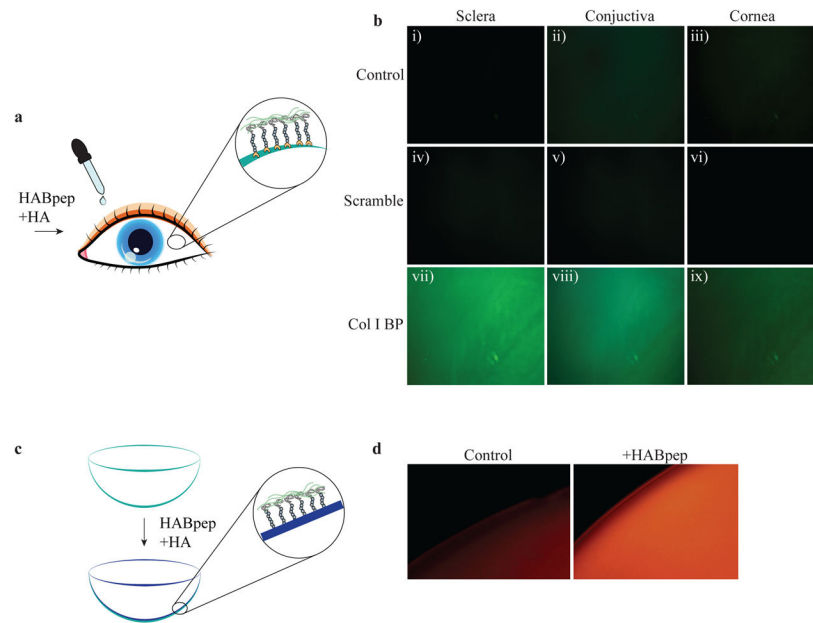 a
HABpep
+HA
b
Sclera
Conjuctiva
Cornea
Control
i)
ii)
iii)
Scramble
iv)
v)
vi)
Col I BP
vii)
viii)
ix)
c
HABpep
+HA
d
Control
+HABpep